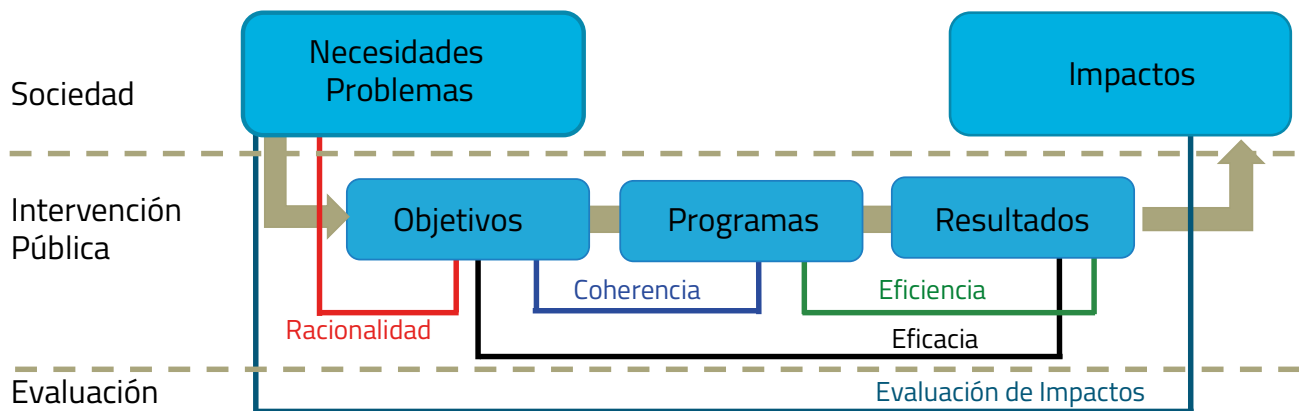 Necesidades
Problemas
Impactos
Sociedad
Intervención
Pública
Objetivos
Programas
Resultados
Coherencia
Eficiencia
Racionalidad
Eficacia
Evaluación
Evaluación de Impactos